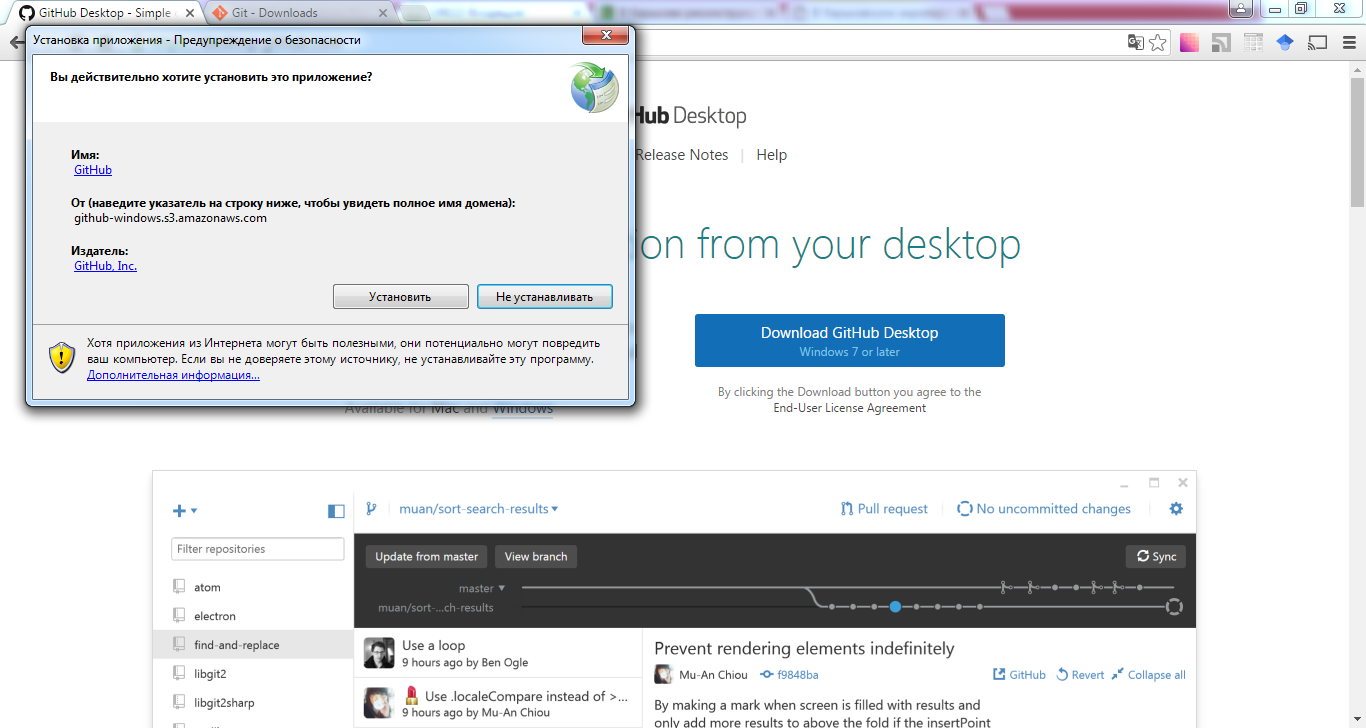 GitHub Desktop - Simple
Git - Downloads
Установка приложения - Предупреждение о безопасности
Вы действительно хотите установить это приложение?
Имя:
GitHub
От (наведите указатель на строку ниже, чтобы увидеть полное имя домена):
github-windows.s3.amazonaws.com
Издатель:
GitHub, Inc.
Установить
Не устанавливать
Хотя приложения из Интернета могут быть полезными, они потенциально могут повредить
ваш компьютер. Если вы не доверяете этому источнику, не устанавливайте эту программу.
Дополнительная информация...
Hub Desktop
Release Notes
Help
on from your desktop
Download GitHub Desktop
Windows 7 or later
By clicking the Download button you agree to the
End-User License Agreement
Available for Mac and Windows
muan/sort-search-results
Pull request
No uncommitted changes
Filter repositories
Update from master
View branch
Sync
master
muan/sort-...ch-results
atom
electron
find-and-replace
libgit2
libgit2sharp
Use a loop
9 hours ago by Ben Ogle
Use .localeCompare instead of >...
9 hours ago by Mu-An Chiou
Prevent rendering elements indefinitely
Mu-An Chiou
f9848ba
GitHub
Revert
Collapse all
By making a mark when screen is filled with results and
only add more results to above the fold if the insertPoint